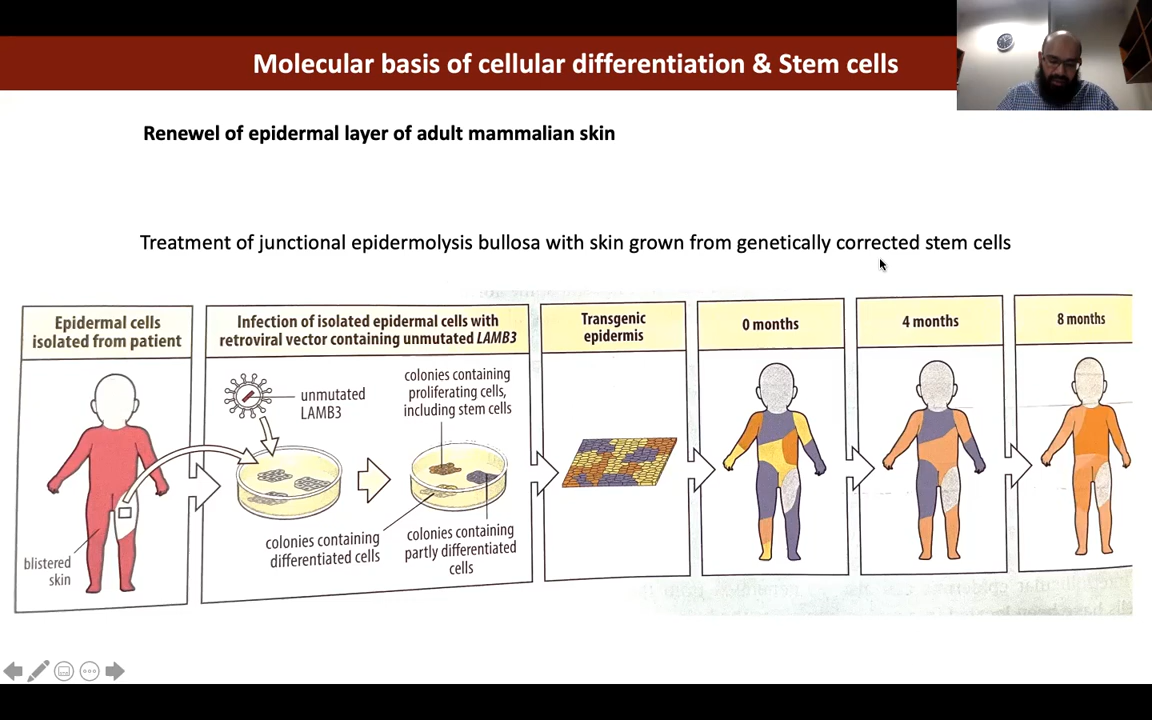 Molecular basis of cellular differentiation & Stem cells
Renewel of epidermal layer of adult mammalian skin
Treatment of junctional epidermolysis bullosa with skin grown from genetically corrected stem cells
Epidermal cells
isolated from patient
blistered
skin
Infection of isolated epidermal cells with
retroviral vector containing unmutated LAMB3
unmutated
LAMB3
colonies containing
proliferating cells,
including stem cells
colonies containing
differentiated cells
colonies containing
partly differentiated
cells
Transgenic
epidermis
0 months
4 months
8 months